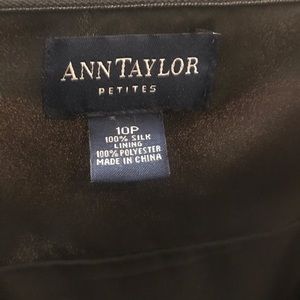 ANN TAYLOR
PETITES
10P
100% SILK
LINING
100% POLYESTER
MADE IN CHINA